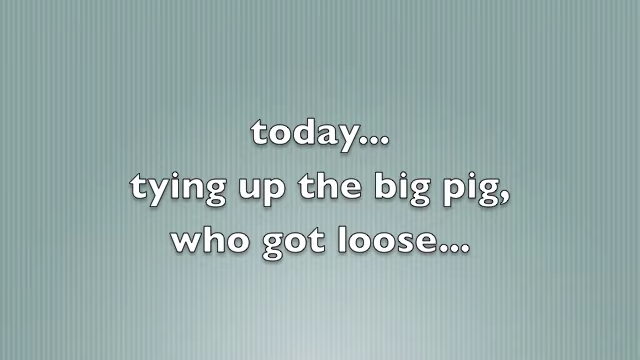 today...
tying up the big pig,
who got loose...